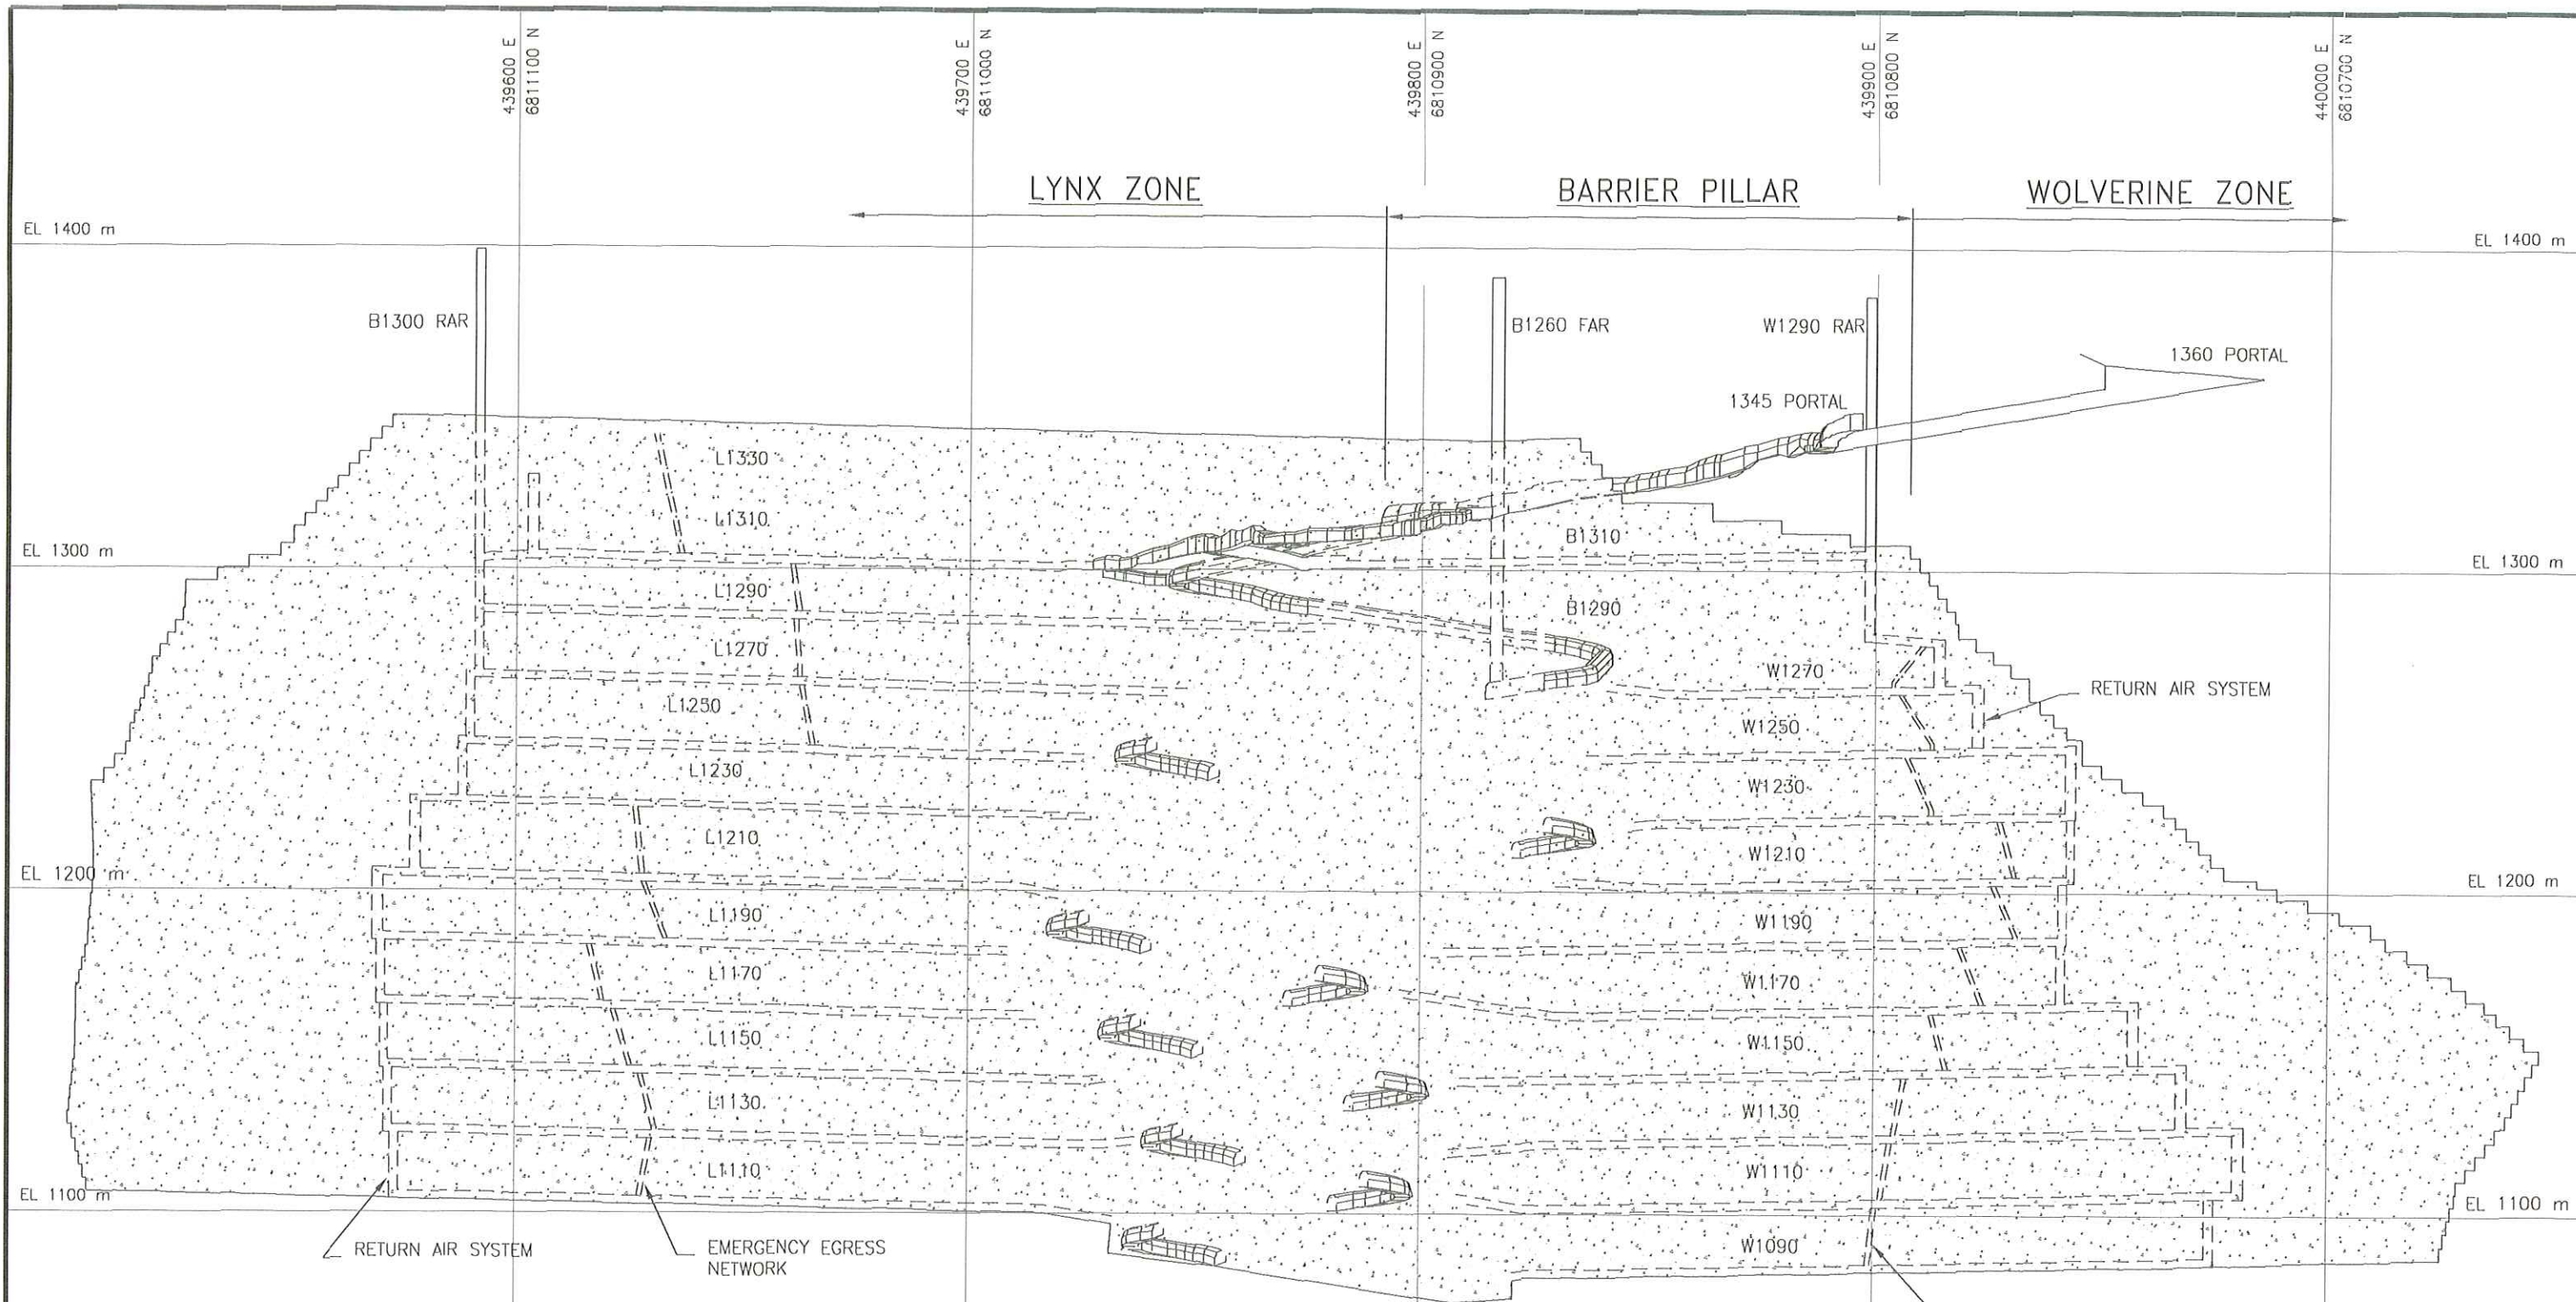 439600 E
6811100 N
439700 E
6811000 N
439800 E
6810900 N
439900 E
6810800 N
440000 E
6810700 N
LYNX ZONE
BARRIER PILLAR
WOLVERINE ZONE
EL 1400 m
EL 1400 m
B1300 RAR
B1260 FAR
W1290 RAR
1360 PORTAL
1345 PORTAL
L1330
L1310
B1310
EL 1300 m
EL 1300 m
L1290
B1290
L1270
W1270
RETURN AIR SYSTEM
L1250
W1250
L1230
W1230
L1210
W1210
EL 1200 m
EL 1200 m
L1190
W1190
L1170
W1170
L1150
W1150
L1130
W1130
L1110
W1110
EL 1100 m
EL 1100 m
RETURN AIR SYSTEM
EMERGENCY EGRESS
NETWORK
W1090